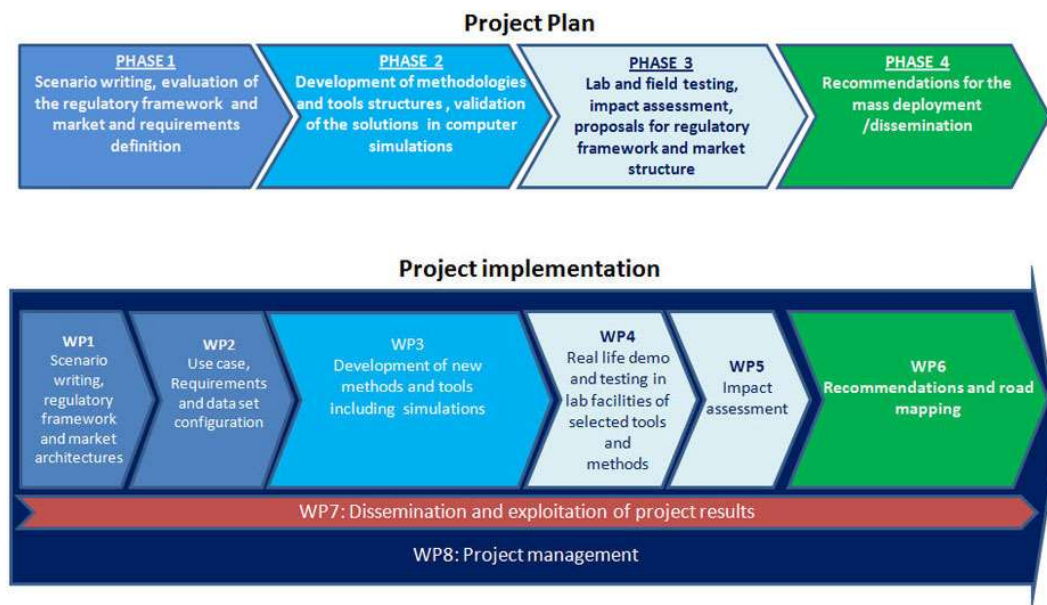 Project Plan
PHASE 1
Scenario writing, evaluation of
the regulatory framework and
market and requirements
definition
PHASE 2
Development of methodologies
and tools structures , validation
of the solutions in computer
simulations
PHASE 3
Lab and field testing,
impact assessment,
proposals for regulatory
framework and market
structure
PHASE 4
Recommendations for the
mass deployment
/dissemination
Project implementation
WP1
Scenario
writing,
regulatory
framework
and market
architectures
WP2
Use case,
Requirements
and data set
configuration
WP3
Development of new
methods and tools
including simulations
WP4
Real life demo
and testing in
lab facilities of
selected tools
and
methods
WP5
Impact
assessment
WP6
Recommendations and road
mapping
WP7: Dissemination and exploitation of project results
WP8: Project management